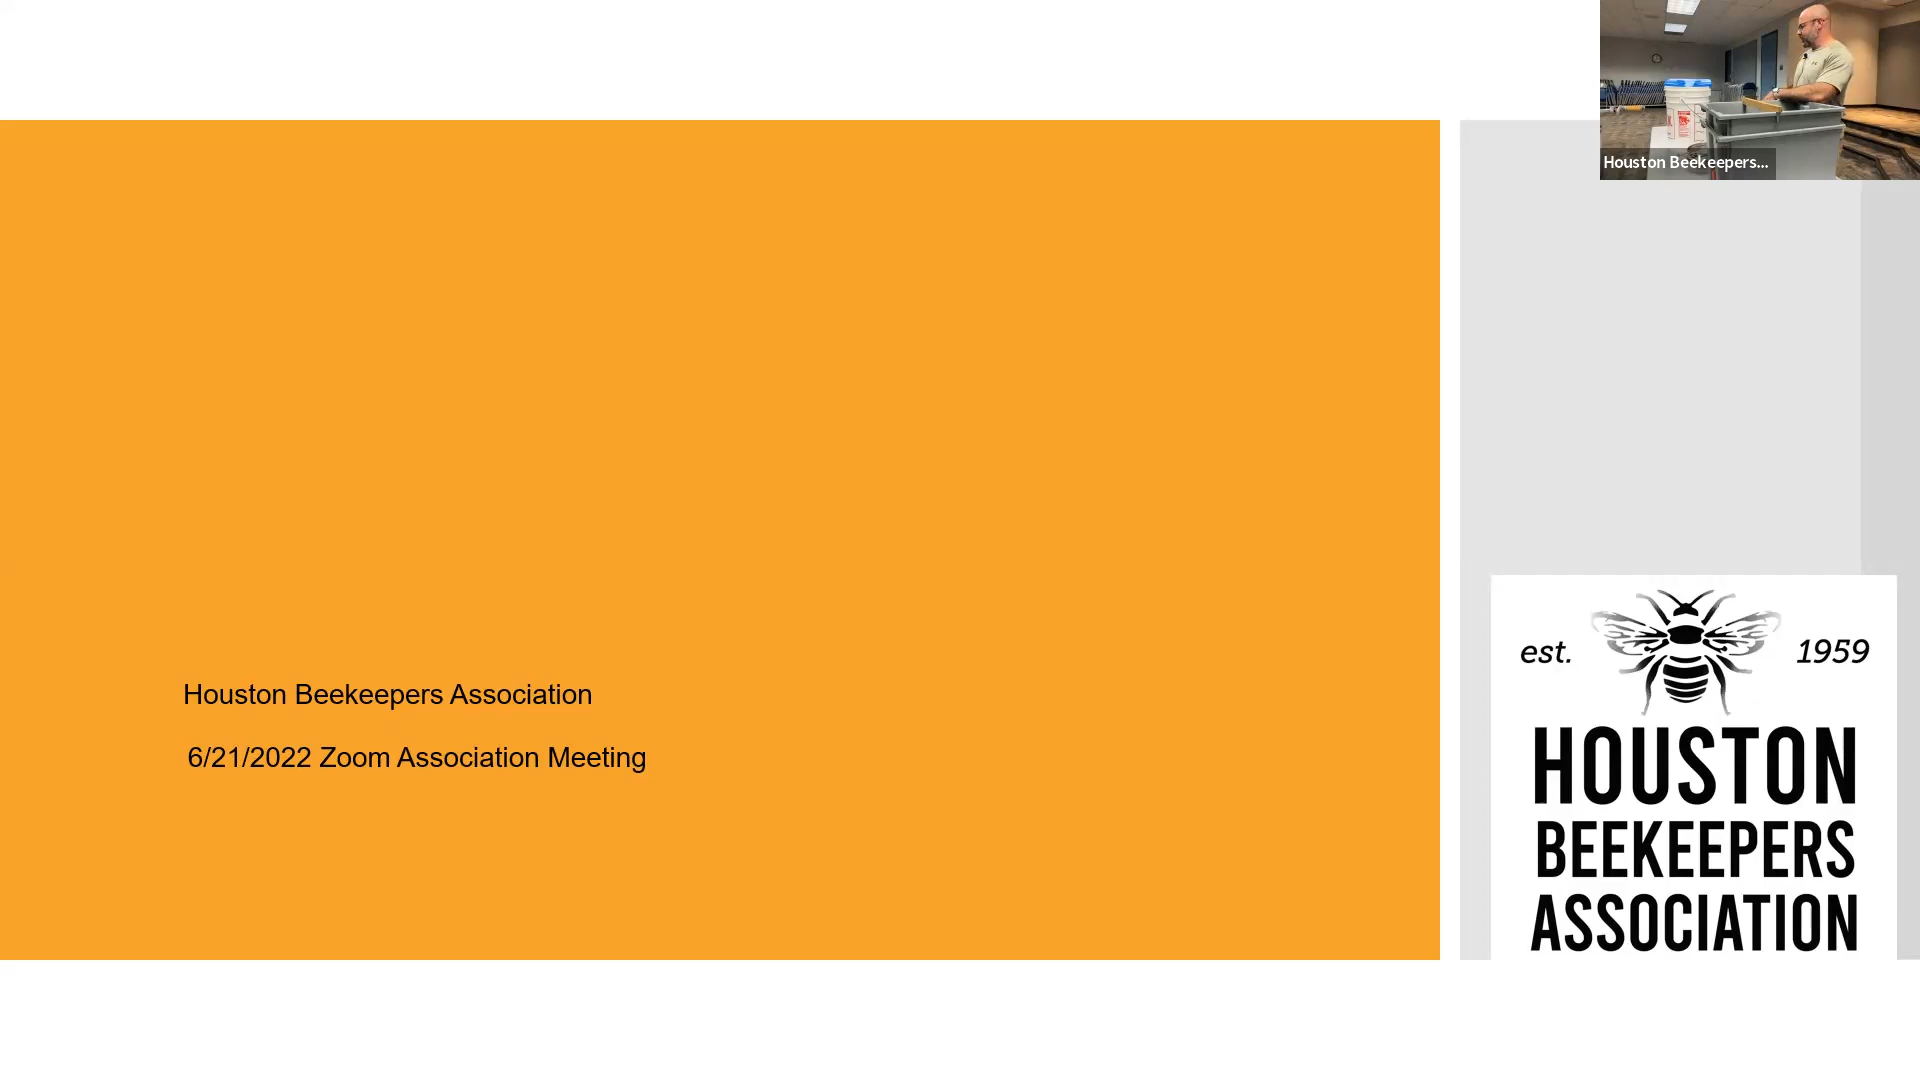 Houston Beekeepers...
Houston Beekeepers Association
6/21/2022 Zoom Association Meeting
est. 1959
HOUSTON
BEEKEEPERS
ASSOCIATION